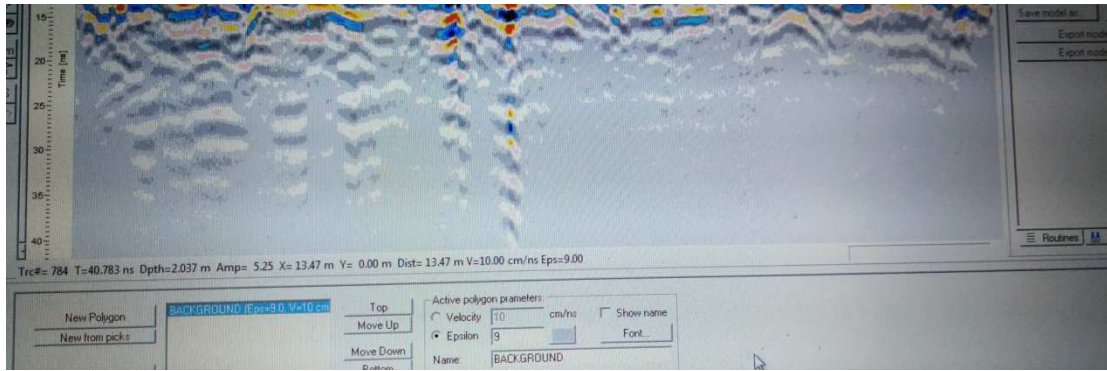 15
Save model as...
Export mode
Export mode
20
Time [ns]
25
30
35
40
Routines
Trc#= 784 T=40.783 ns Dpth=2.037 m Amp= 5.25 X= 13.47 m Y= 0.00 m Dist= 13.47 m V=10.00 cm/ns Eps=9.00
New Polygon
New from picks
BACKGROUND (Eps=9.0, V=10 cm
Top
Move Up
Move Down
Bottom
Active polygon prameters:
Velocity 10 cm/ns Show name
Epsilon 9 Font...
Name: BACKGROUND